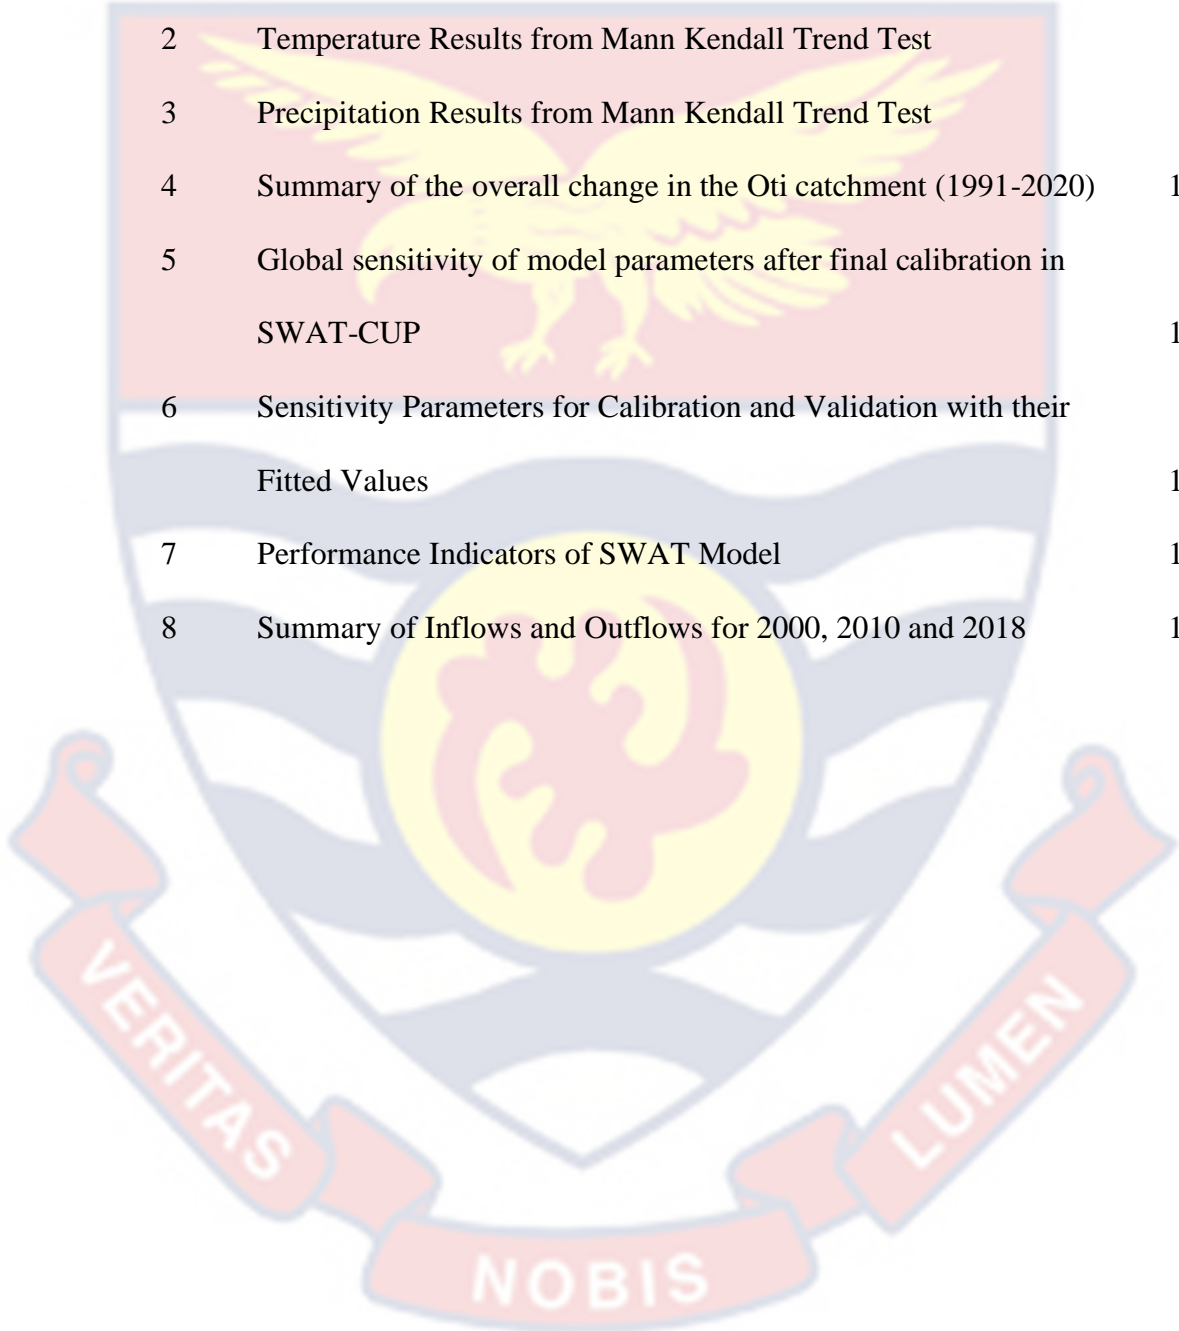 2 Temperature Results from Mann Kendall Trend Test
3 Precipitation Results from Mann Kendall Trend Test
4 Summary of the overall change in the Oti catchment (1991-2020) 1
5 Global sensitivity of model parameters after final calibration in
SWAT-CUP 1
6 Sensitivity Parameters for Calibration and Validation with their
Fitted Values 1
7 Performance Indicators of SWAT Model 1
8 Summary of Inflows and Outflows for 2000, 2010 and 2018 1
VERITAS
NOBIS
LUMEN